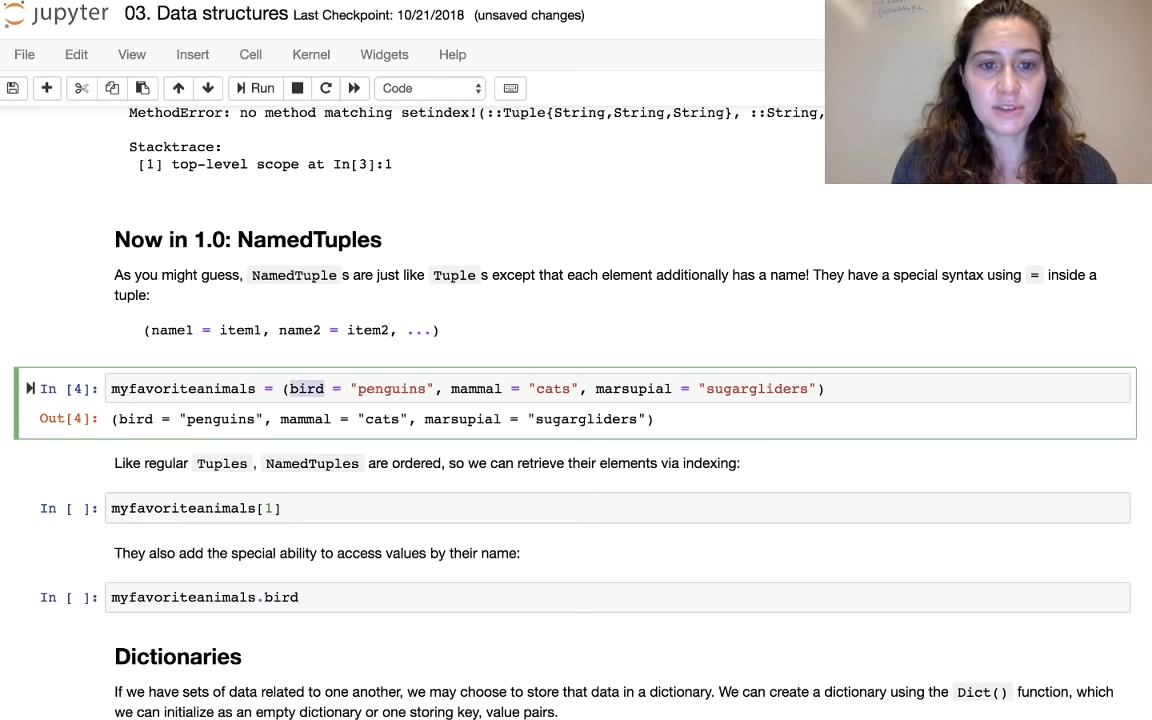 jupyter 03. Data structures Last Checkpoint: 10/21/2018 (unsaved changes)
File Edit View Insert Cell Kernel Widgets Help
Run Code
MethodError: no method matching setindex!(::Tuple{String,String,String}, ::String,
Stacktrace:
[1] top-level scope at In[3]:1
Now in 1.0: NamedTuples
As you might guess, NamedTuple s are just like Tuple s except that each element additionally has a name! They have a special syntax using = inside a
tuple:
(name1 = item1, name2 = item2, ...)
In [4]: myfavoriteanimals = (bird = "penguins", mammal = "cats", marsupial = "sugargliders")
Out[4]: (bird = "penguins", mammal = "cats", marsupial = "sugargliders")
Like regular Tuples , NamedTuples are ordered, so we can retrieve their elements via indexing:
In [ ]: myfavoriteanimals[1]
They also add the special ability to access values by their name:
In [ ]: myfavoriteanimals.bird
Dictionaries
If we have sets of data related to one another, we may choose to store that data in a dictionary. We can create a dictionary using the Dict() function, which
we can initialize as an empty dictionary or one storing key, value pairs.